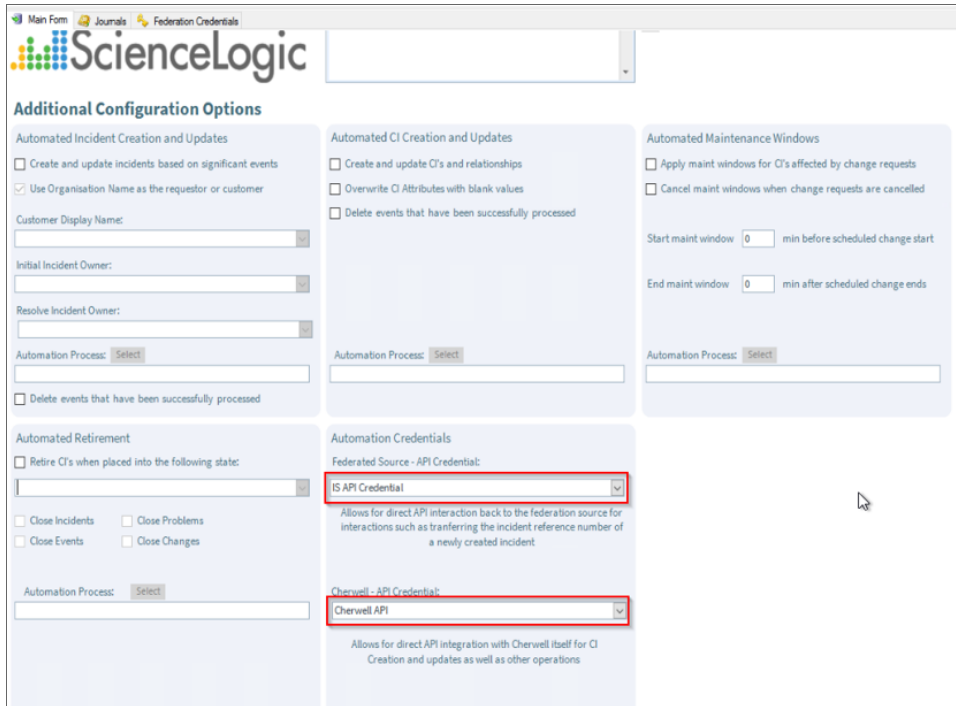 Main Form Journals Federation Credentials
ScienceLogic
Additional Configuration Options
Automated Incident Creation and Updates
Create and update incidents based on significant events
Use Organisation Name as the requestor or customer
Customer Display Name:
Initial Incident Owner:
Resolve Incident Owner:
Automation Process: Select
Delete events that have been successfully processed
Automated CI Creation and Updates
Create and update CI's and relationships
Overwrite CI Attributes with blank values
Delete events that have been successfully processed
Automation Process: Select
Automated Maintenance Windows
Apply maint windows for CI's affected by change requests
Cancel maint windows when change requests are cancelled
Start maint window 0 min before scheduled change start
End maint window 0 min after scheduled change ends
Automation Process: Select
Automated Retirement
Retire CI's when placed into the following state:
Close Incidents Close Problems
Close Events Close Changes
Automation Process: Select
Automation Credentials
Federated Source - API Credential:
IS API Credential
Allows for direct API interaction back to the federation source for
interactions such as tranferring the incident reference number of
a newly created incident
Cherwell - API Credential:
Cherwell API
Allows for direct API integration with Cherwell itself for CI
Creation and updates as well as other operations